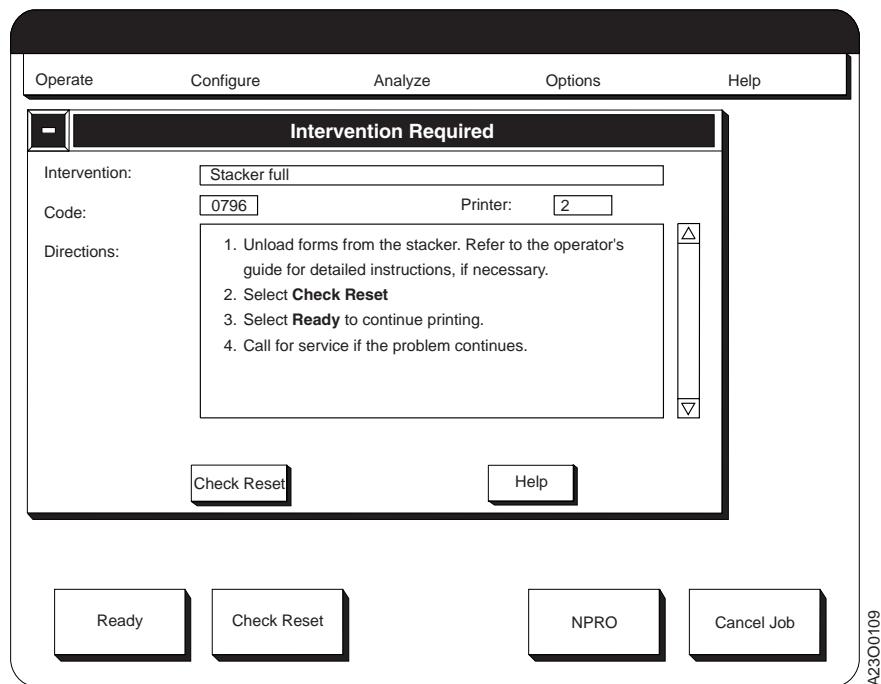 Operate Configure Analyze Options Help
Intervention Required
Intervention: Stacker full
Code: 0796 Printer: 2
Directions: 1. Unload forms from the stacker. Refer to the operator's
guide for detailed instructions, if necessary.
2. Select Check Reset
3. Select Ready to continue printing.
4. Call for service if the problem continues.
Check Reset Help
Ready Check Reset NPRO Cancel Job
A23O0109